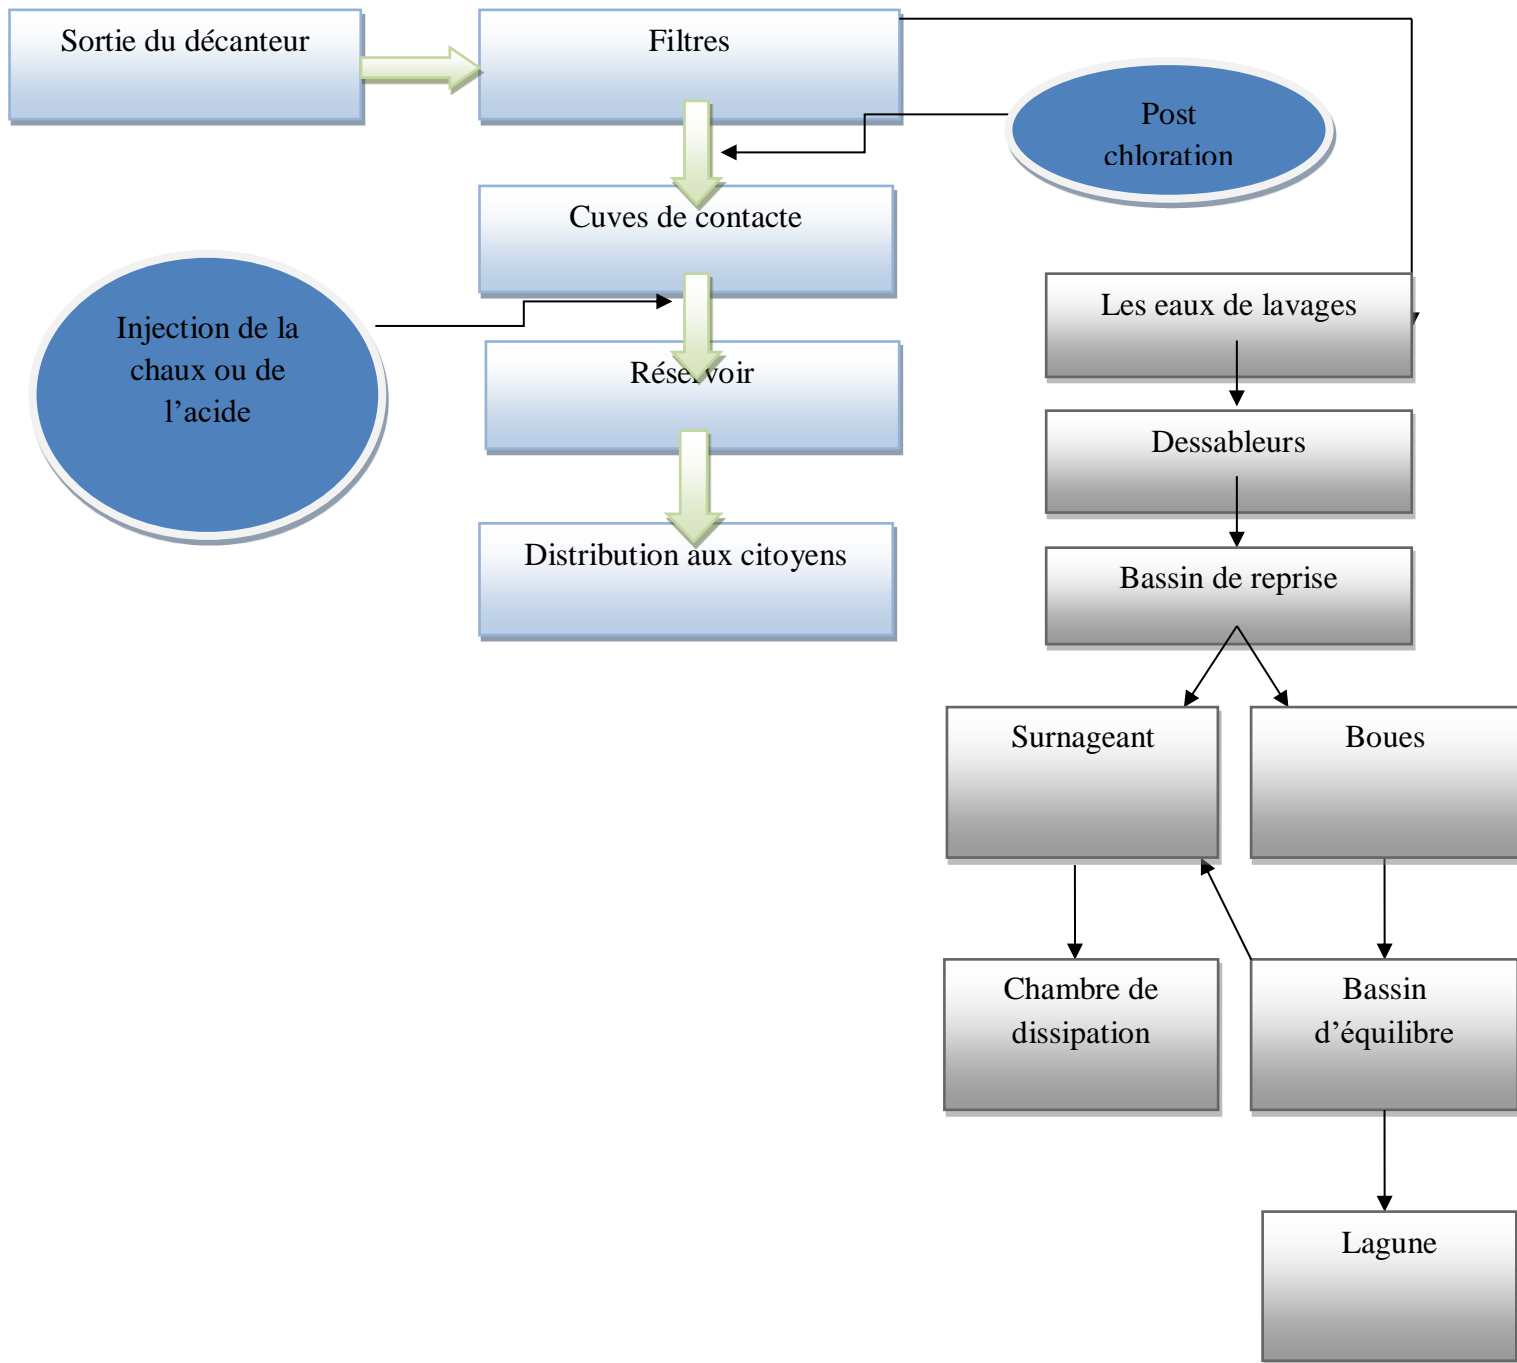 Sortie du décanteur
Filtres
Post
chloration
Cuves de contacte
Injection de la
chaux ou de
l’acide
Les eaux de lavages
Réservoir
Dessableurs
Distribution aux citoyens
Bassin de reprise
Surnageant
Boues
Chambre de
dissipation
Bassin
d’équilibre
Lagune